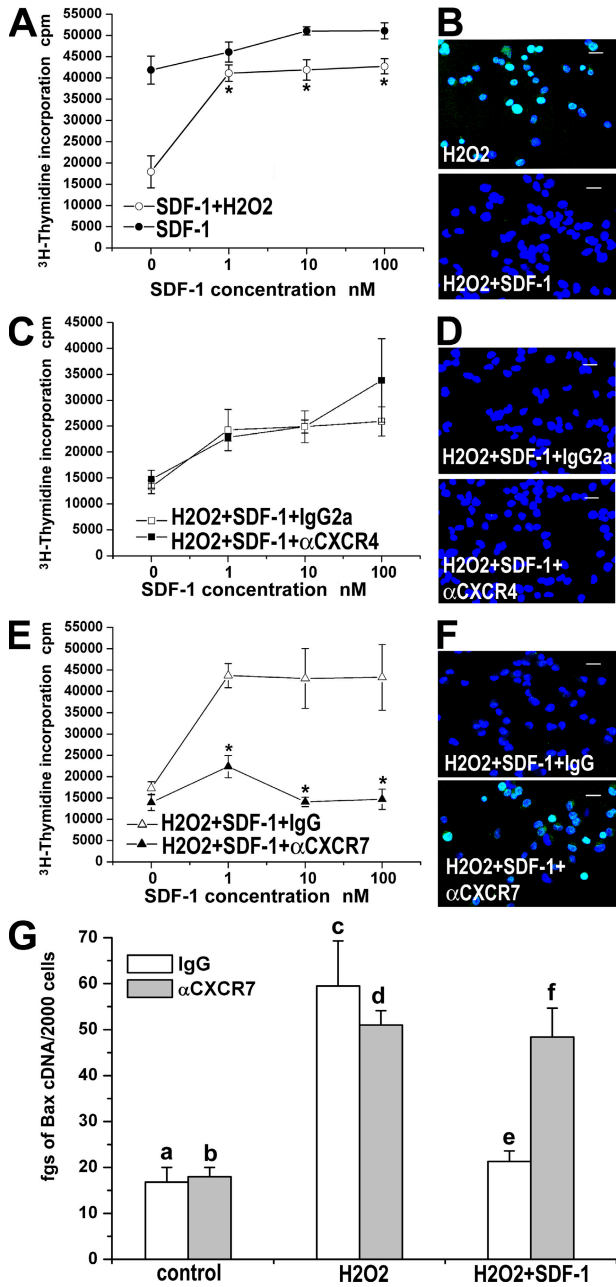 A
³H-Thymidine incorporation cpm
55000
50000
45000
40000
35000
30000
25000
20000
15000
10000
5000
0
* * *
SDF-1+H2O2
SDF-1
0 1 10 100
SDF-1 concentration nM
B
H2O2
H2O2+SDF-1
C
³H-Thymidine incorporation cpm
45000
40000
35000
30000
25000
20000
15000
10000
5000
0
H2O2+SDF-1+IgG2a
H2O2+SDF-1+αCXCR4
0 1 10 100
SDF-1 concentration nM
D
H2O2+SDF-1+IgG2a
H2O2+SDF-1+
αCXCR4
E
³H-Thymidine incorporation cpm
55000
50000
45000
40000
35000
30000
25000
20000
15000
10000
5000
0
* * *
H2O2+SDF-1+IgG
H2O2+SDF-1+αCXCR7
0 1 10 100
SDF-1 concentration nM
F
H2O2+SDF-1+IgG
H2O2+SDF-1+
αCXCR7
G
fgs of Bax cDNA/2000 cells
70
60
50
40
30
20
10
0
IgG
αCXCR7
a b c d e f
control H2O2 H2O2+SDF-1